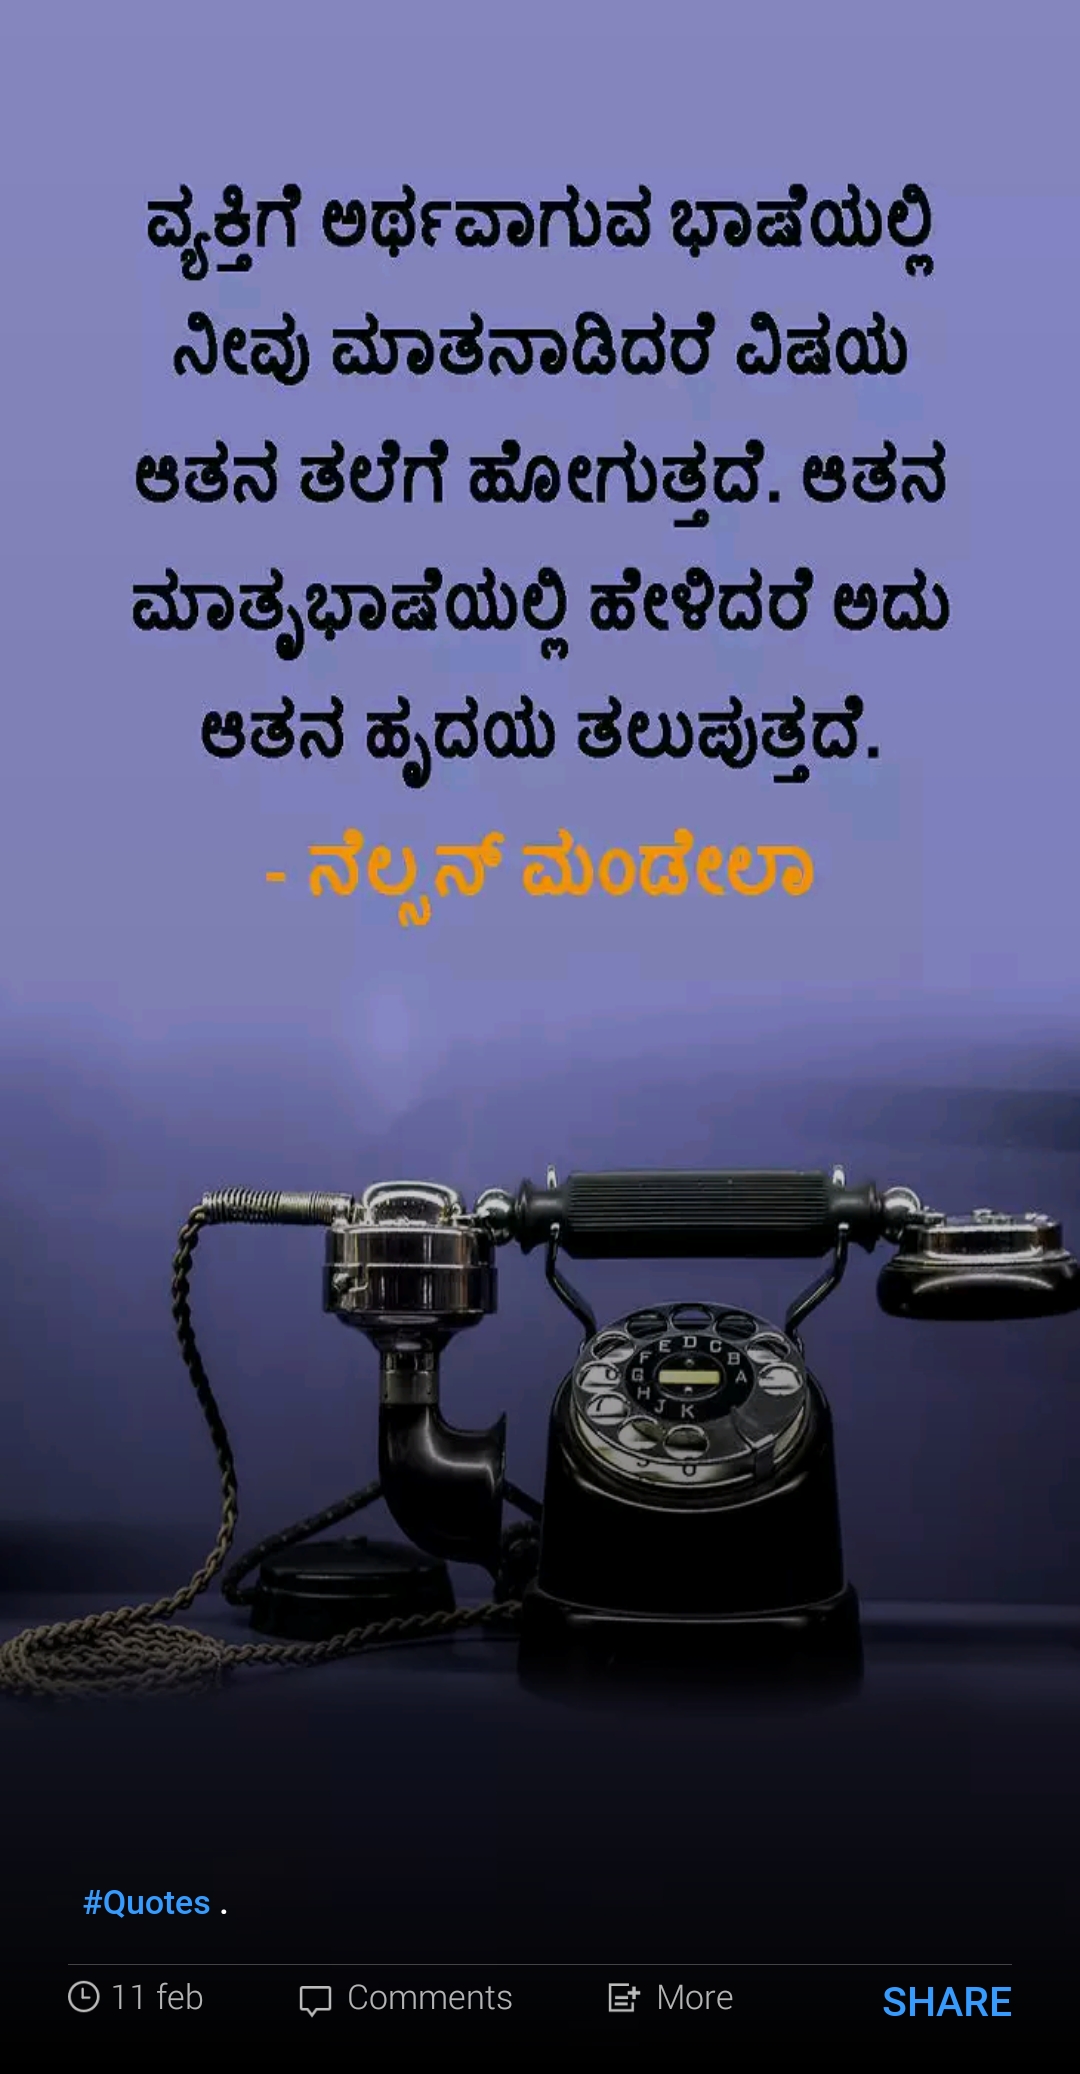 ವ್ಯಕ್ತಿಗೆ ಅರ್ಥವಾಗುವ ಭಾಷೆಯಲ್ಲಿ
ನೀವು ಮಾತನಾಡಿದರೆ ವಿಷಯ
ಆತನ ತಲೆಗೆ ಹೋಗುತ್ತದೆ. ಆತನ
ಮಾತೃಭಾಷೆಯಲ್ಲಿ ಹೇಳಿದರೆ ಅದು
ಆತನ ಹೃದಯ ತಲುಪುತ್ತದೆ.
- ನೆಲ್ಸನ್ ಮಂಡೇಲಾ
A B C D E F G H J K
#Quotes .
11 feb Comments More SHARE